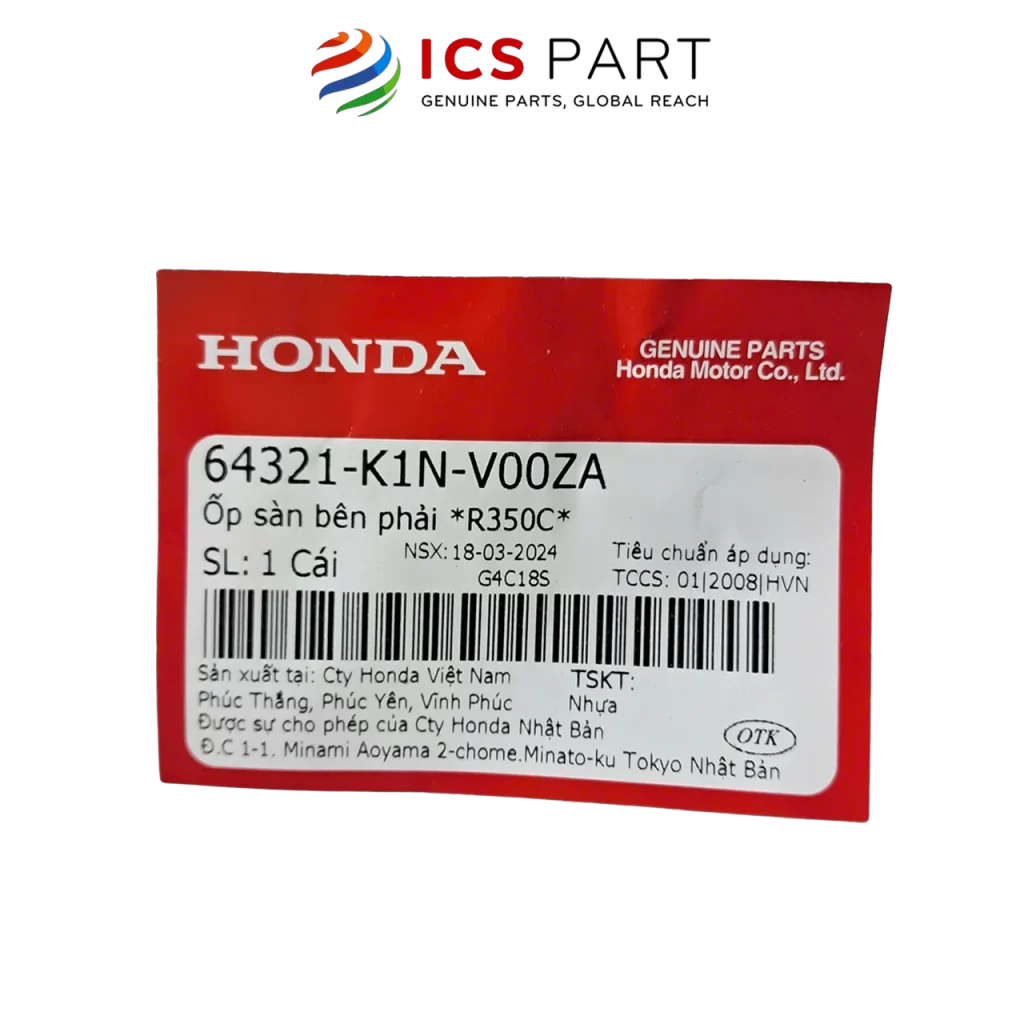 ICS PART
GENUINE PARTS, GLOBAL REACH
HONDA
GENUINE PARTS
Honda Motor Co., Ltd.
64321-K1N-V00ZA
Ốp sàn bên phải *R350C*
SL: 1 Cái
NSX: 18-03-2024
G4C18S
Tiêu chuẩn áp dụng:
TCCS: 01|2008|HVN
Sản xuất tại: Cty Honda Việt Nam
Phúc Thắng, Phúc Yên, Vĩnh Phúc
TSKT:
Nhựa
Được sự cho phép của Cty Honda Nhật Bản
Đ.C 1-1. Minami Aoyama 2-chome.Minato-ku Tokyo Nhật Bản
OTK